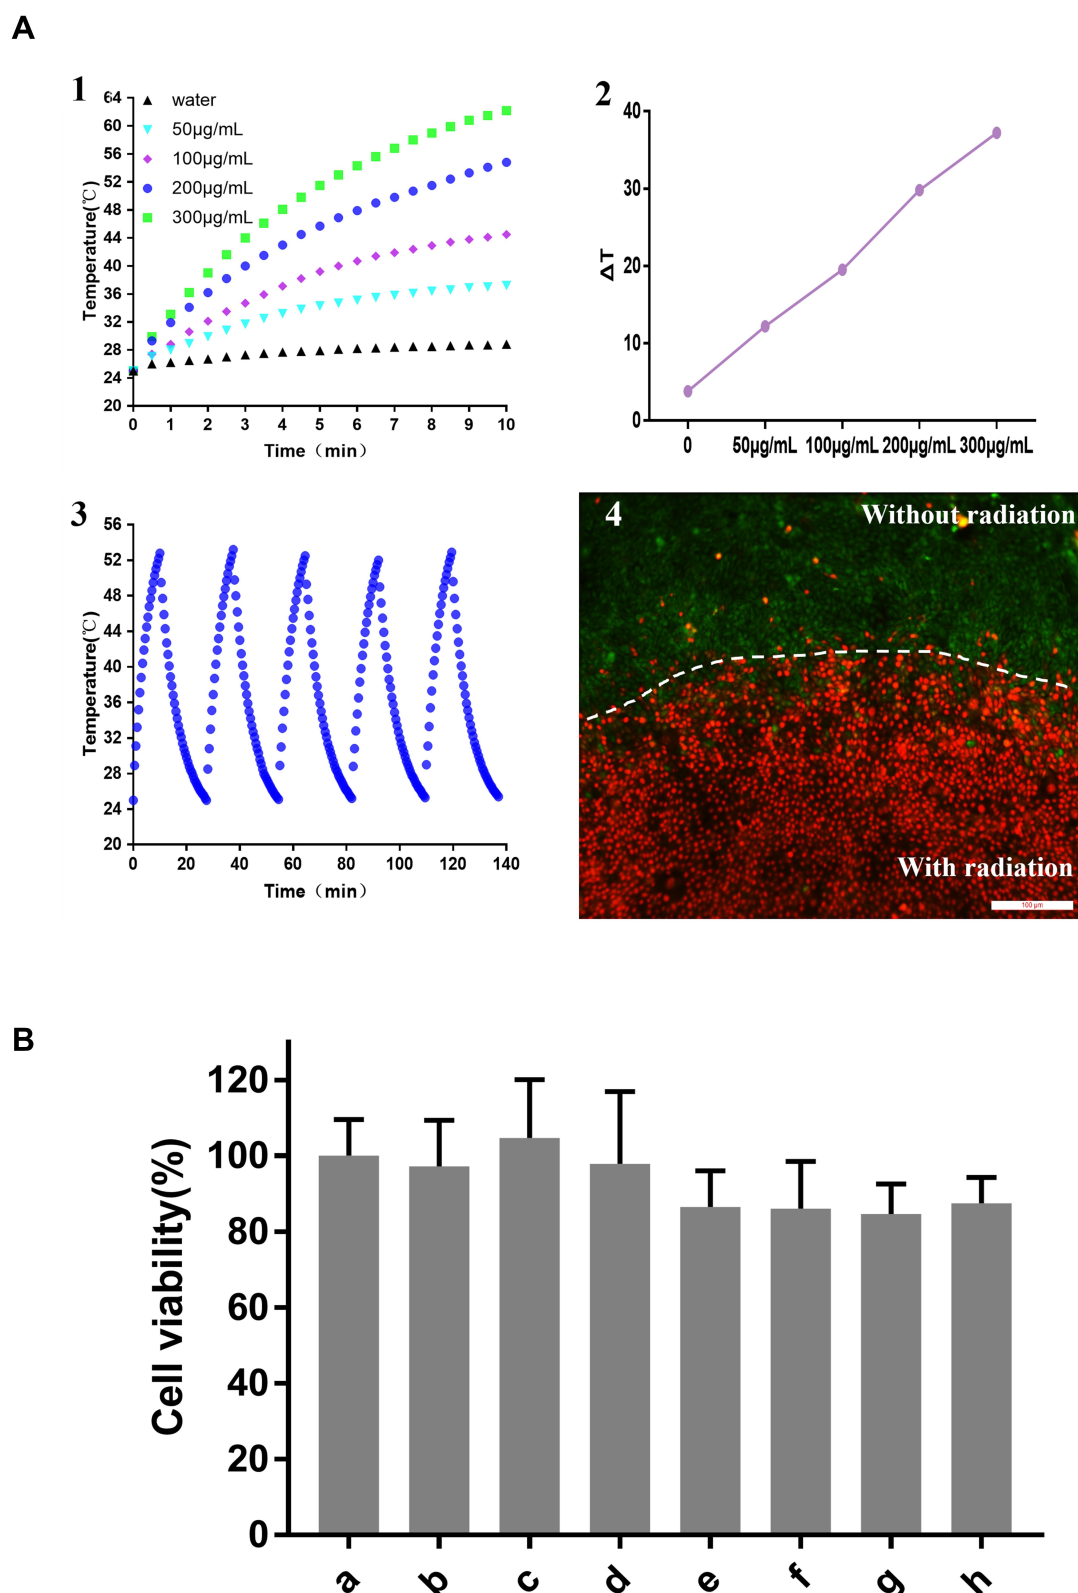 A
1
64
60
56
52
48
44
40
36
32
28
24
20
Temperature(℃)
water
50μg/mL
100μg/mL
200μg/mL
300μg/mL
0 1 2 3 4 5 6 7 8 9 10
Time（min）
2
40
30
20
10
0
ΔT
0 50μg/mL 100μg/mL 200μg/mL 300μg/mL
3
56
52
48
44
40
36
32
28
24
20
Temperature(℃)
0 20 40 60 80 100 120 140
Time（min）
4
Without radiation
With radiation
100 μm
B
120
100
80
60
40
20
0
Cell viability(%)
a b c d e f g h